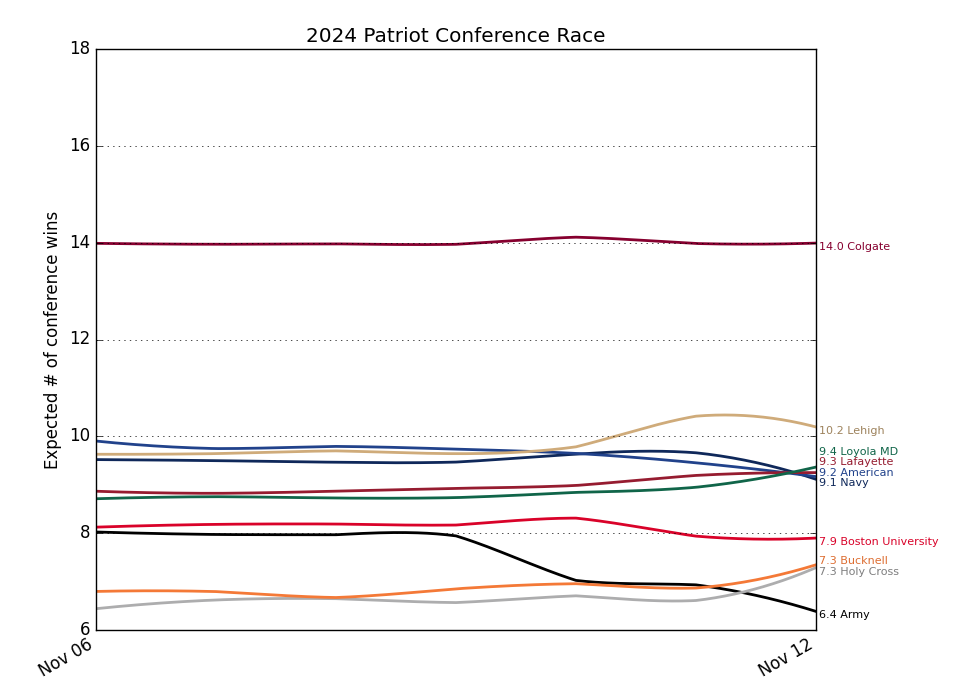 2024 Patriot Conference Race
Expected # of conference wins
18
16
14
12
10
8
6
Nov 06
Nov 12
14.0 Colgate
10.2 Lehigh
9.4 Loyola MD
9.3 Lafayette
9.2 American
9.1 Navy
7.9 Boston University
7.3 Bucknell
7.3 Holy Cross
6.4 Army